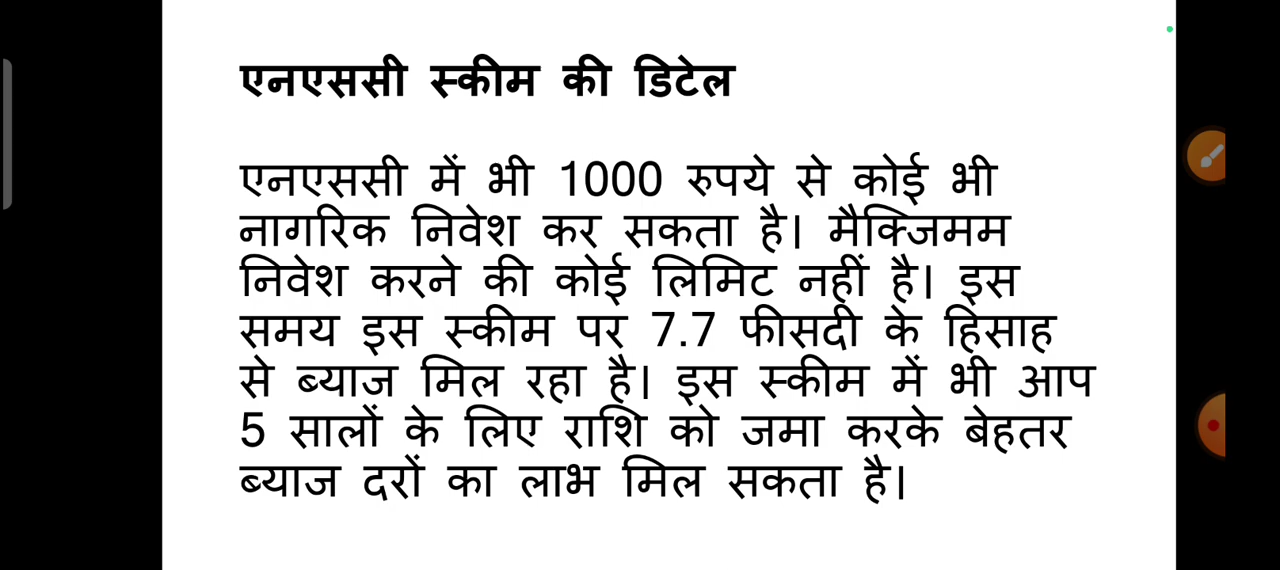 एनएससी स्कीम की डिटेल
एनएससी में भी 1000 रुपये से कोई भी
नागरिक निवेश कर सकता है। मैक्जिमम
निवेश करने की कोई लिमिट नहीं है। इस
समय इस स्कीम पर 7.7 फीसदी के हिसाह
से ब्याज मिल रहा है। इस स्कीम में भी आप
5 सालों के लिए राशि को जमा करके बेहतर
ब्याज दरों का लाभ मिल सकता है।